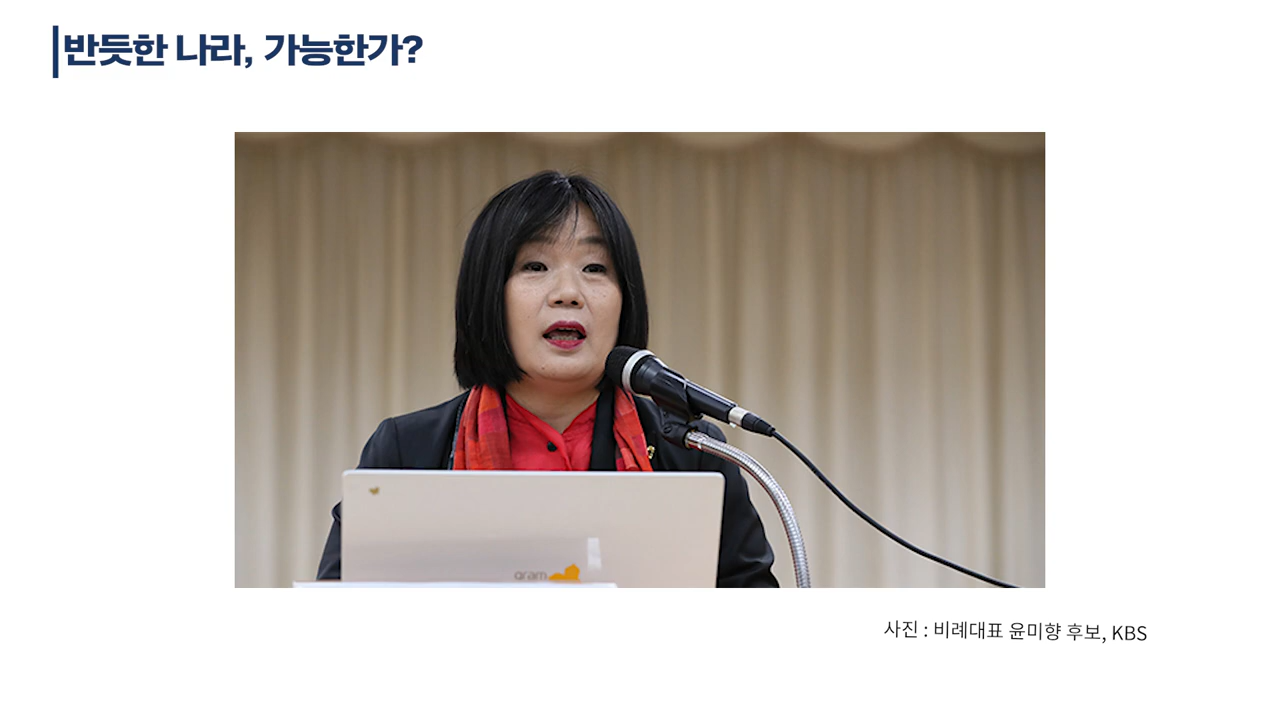 반듯한 나라, 가능한가?
gram
사진 : 비례대표 윤미향 후보, KBS